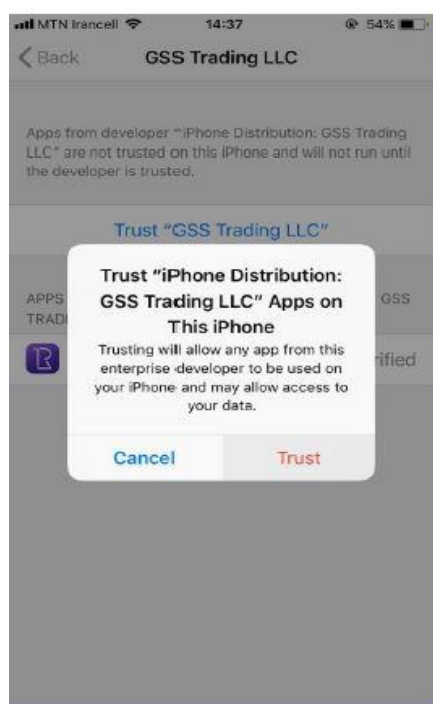 MTN Irancell 14:37 54%
Back GSS Trading LLC
Apps from developer "iPhone Distribution: GSS Trading
LLC" are not trusted on this iPhone and will not run until
the developer is trusted.
Trust "GSS Trading LLC"
Trust "iPhone Distribution:
GSS Trading LLC" Apps on
This iPhone
Trusting will allow any app from this
enterprise developer to be used on
your iPhone and may allow access to
your data.
APPS GSS
Cancel Trust